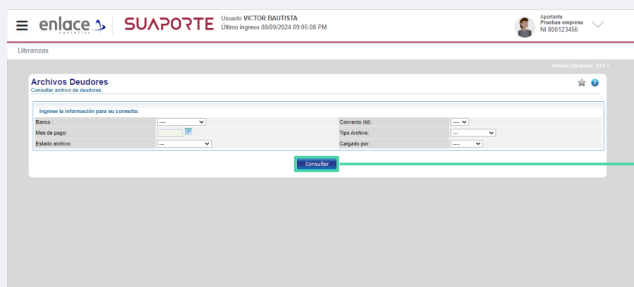 enlace operativo SUAPORTE Usuario VICTOR BAUTISTA
Último ingreso 08/09/2024 09:05:08 PM
Aportante
Pruebas empresa
NI 800123456
Libranzas
Archivos Deudores
Consultar archivo de deudores
Ingrese la información para su consulta:
Banco : ---- Convenio (M): ----
Mes de pago: Tipo Archivo: ---
Estado archivo: --- Cargado por: ----
Consultar